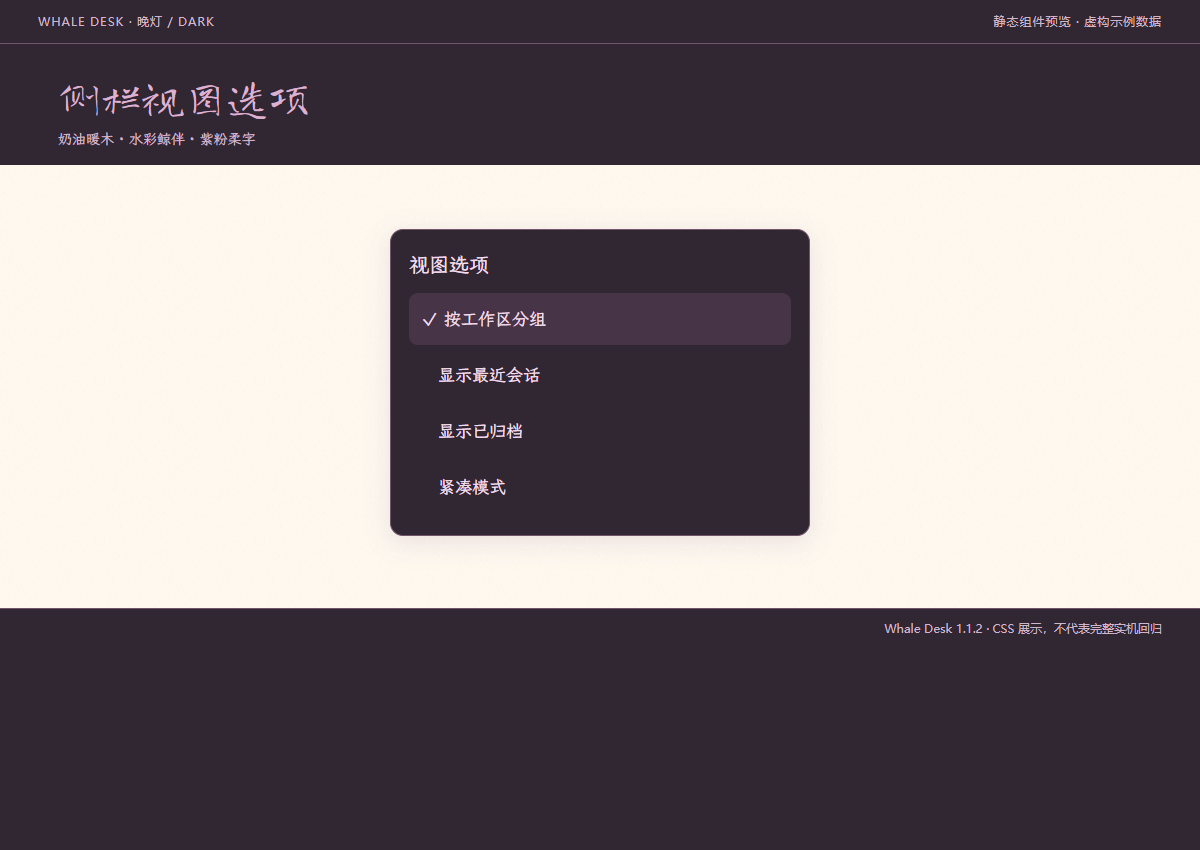 WHALE DESK · 晚灯 / DARK
静态组件预览 · 虚构示例数据
侧栏视图选项
奶油暖木 · 水彩鲸伴 · 紫粉柔字
视图选项
✓ 按工作区分组
显示最近会话
显示已归档
紧凑模式
Whale Desk 1.1.2 · CSS 展示，不代表完整实机回归